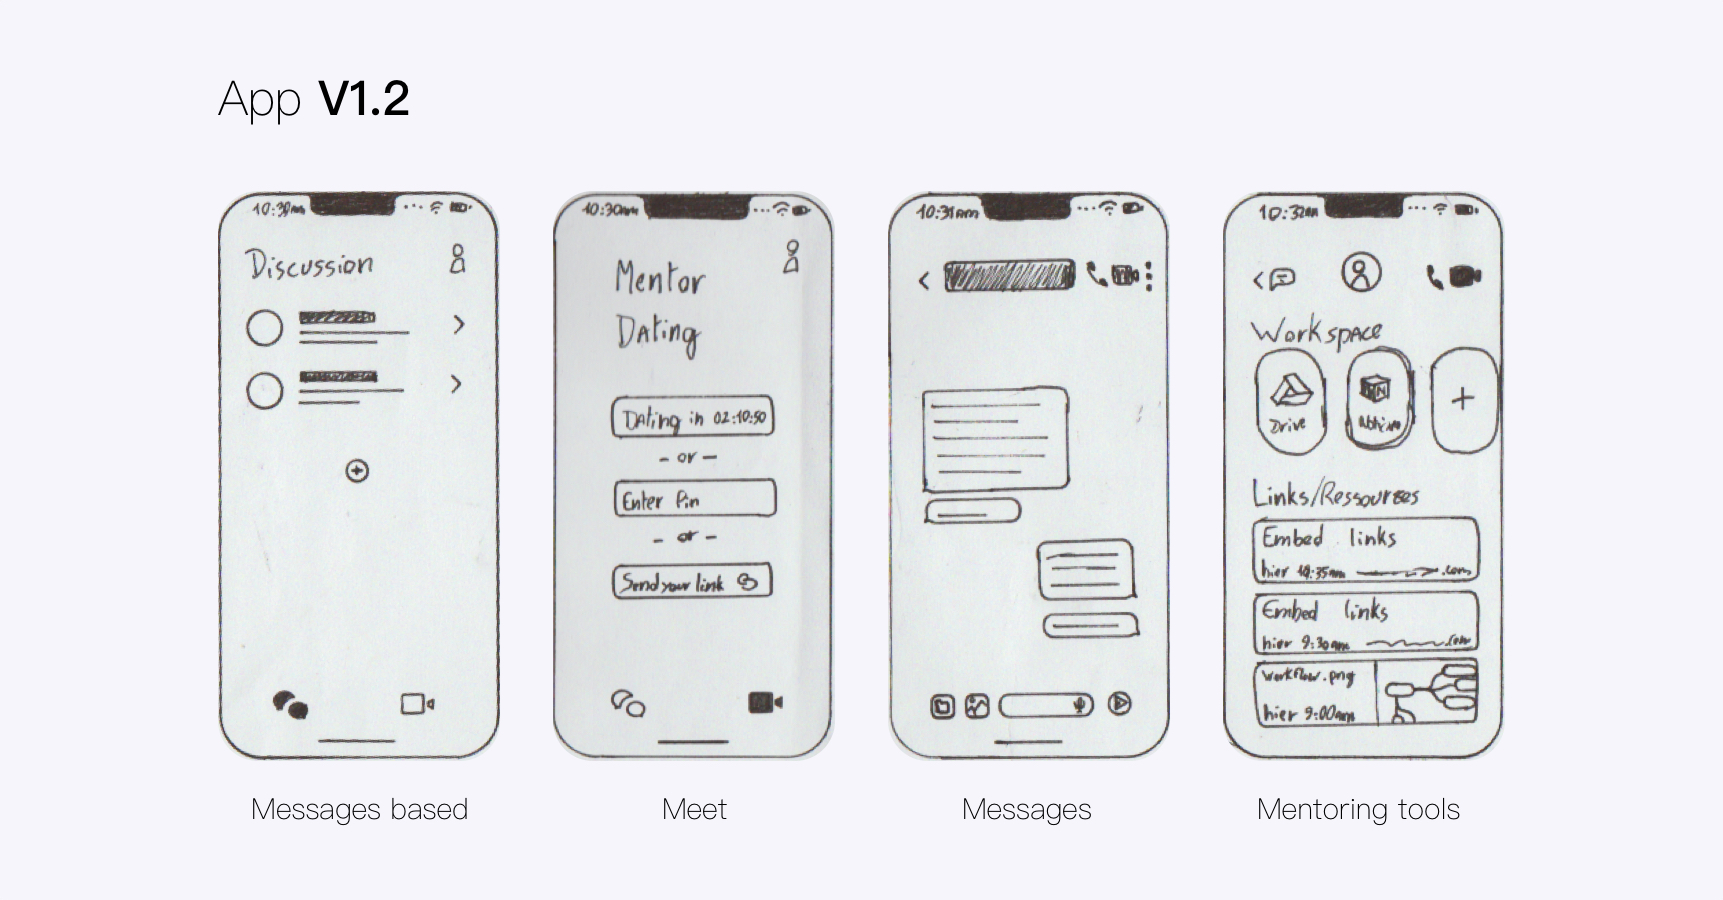 App V1.2
10:30am
Discussion
Messages based
10:30am
Mentor
Dating
Dating in 02:10:50
- or -
Enter Pin
- or -
Send your link
Meet
10:31am
Messages
10:32am
Workspace
Drive
Notion
Links/Ressources
Embed links
hier 10:35am .com
Embed links
hier 9:30am .com
workflow.png
hier 9:00am
Mentoring tools